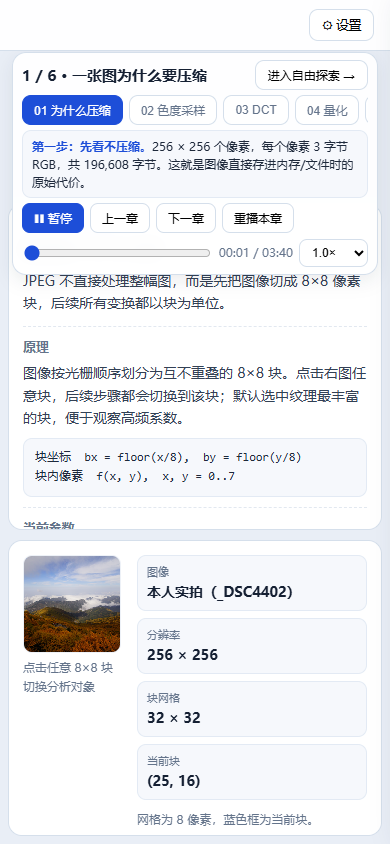 ⚙ 设置
1 / 6 • 一张图为什么要压缩
进入自由探索 →
01 为什么压缩
02 色度采样
03 DCT
04 量化
第一步：先看不压缩。256 × 256 个像素，每个像素 3 字节
RGB，共 196,608 字节。这就是图像直接存进内存/文件时的
原始代价。
暂停
上一章
下一章
重播本章
00:01 / 03:40
1.0×
JPEG 不直接处理整幅图，而是先把图像切成 8×8 像素
块，后续所有变换都以块为单位。
原理
图像按光栅顺序划分为互不重叠的 8×8 块。点击右图任
意块，后续步骤都会切换到该块；默认选中纹理最丰富
的块，便于观察高频系数。
块坐标 bx = floor(x/8), by = floor(y/8)
块内像素 f(x, y), x, y = 0..7
当前参数
点击任意 8×8 块
切换分析对象
图像
本人实拍（_DSC4402）
分辨率
256 × 256
块网格
32 × 32
当前块
(25, 16)
网格为 8 像素，蓝色框为当前块。